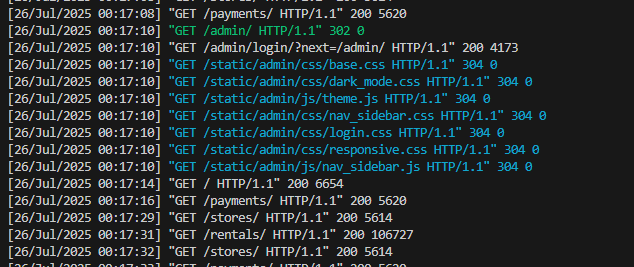 [26/Jul/2025 00:17:08] "GET /payments/ HTTP/1.1" 200 5620
[26/Jul/2025 00:17:10] "GET /admin/ HTTP/1.1" 302 0
[26/Jul/2025 00:17:10] "GET /admin/login/?next=/admin/ HTTP/1.1" 200 4173
[26/Jul/2025 00:17:10] "GET /static/admin/css/base.css HTTP/1.1" 304 0
[26/Jul/2025 00:17:10] "GET /static/admin/css/dark_mode.css HTTP/1.1" 304 0
[26/Jul/2025 00:17:10] "GET /static/admin/js/theme.js HTTP/1.1" 304 0
[26/Jul/2025 00:17:10] "GET /static/admin/css/nav_sidebar.css HTTP/1.1" 304 0
[26/Jul/2025 00:17:10] "GET /static/admin/css/login.css HTTP/1.1" 304 0
[26/Jul/2025 00:17:10] "GET /static/admin/css/responsive.css HTTP/1.1" 304 0
[26/Jul/2025 00:17:10] "GET /static/admin/js/nav_sidebar.js HTTP/1.1" 304 0
[26/Jul/2025 00:17:14] "GET / HTTP/1.1" 200 6654
[26/Jul/2025 00:17:16] "GET /payments/ HTTP/1.1" 200 5620
[26/Jul/2025 00:17:29] "GET /stores/ HTTP/1.1" 200 5614
[26/Jul/2025 00:17:31] "GET /rentals/ HTTP/1.1" 200 106727
[26/Jul/2025 00:17:32] "GET /stores/ HTTP/1.1" 200 5614